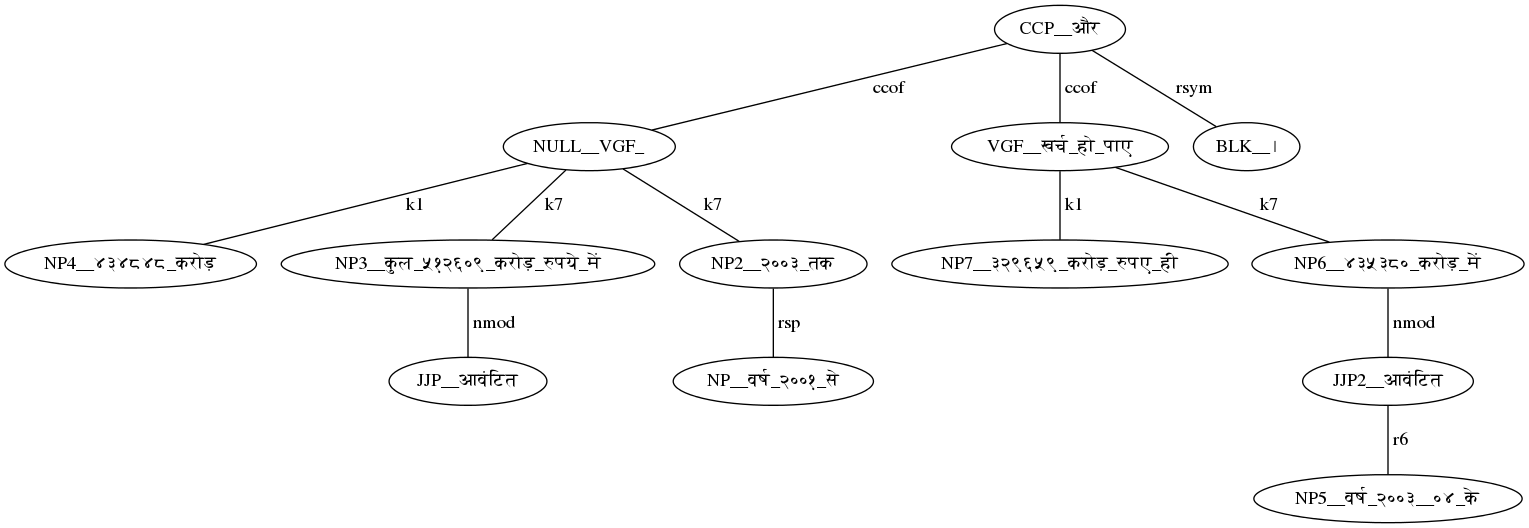 CCP__और
ccof ccof rsym
NULL__VGF_ VGF__खर्च_हो_पाए BLK__।
k1 k7 k7 k1 k7
NP4__४३४८४८_करोड़ NP3__कुल_५१२६०९_करोड़_रुपये_में NP2__२००३_तक NP7__३२९६५९_करोड़_रुपए_ही NP6__४३५३८०_करोड़_में
nmod rsp nmod
JJP__आवंटित NP__वर्ष_२००१_से JJP2__आवंटित
r6
NP5__वर्ष_२००३__०४_के